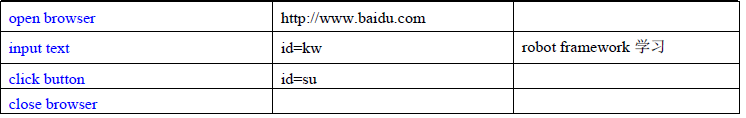 open browser http://www.baidu.com
input text id=kw robot framework 学习
click button id=su
close browser